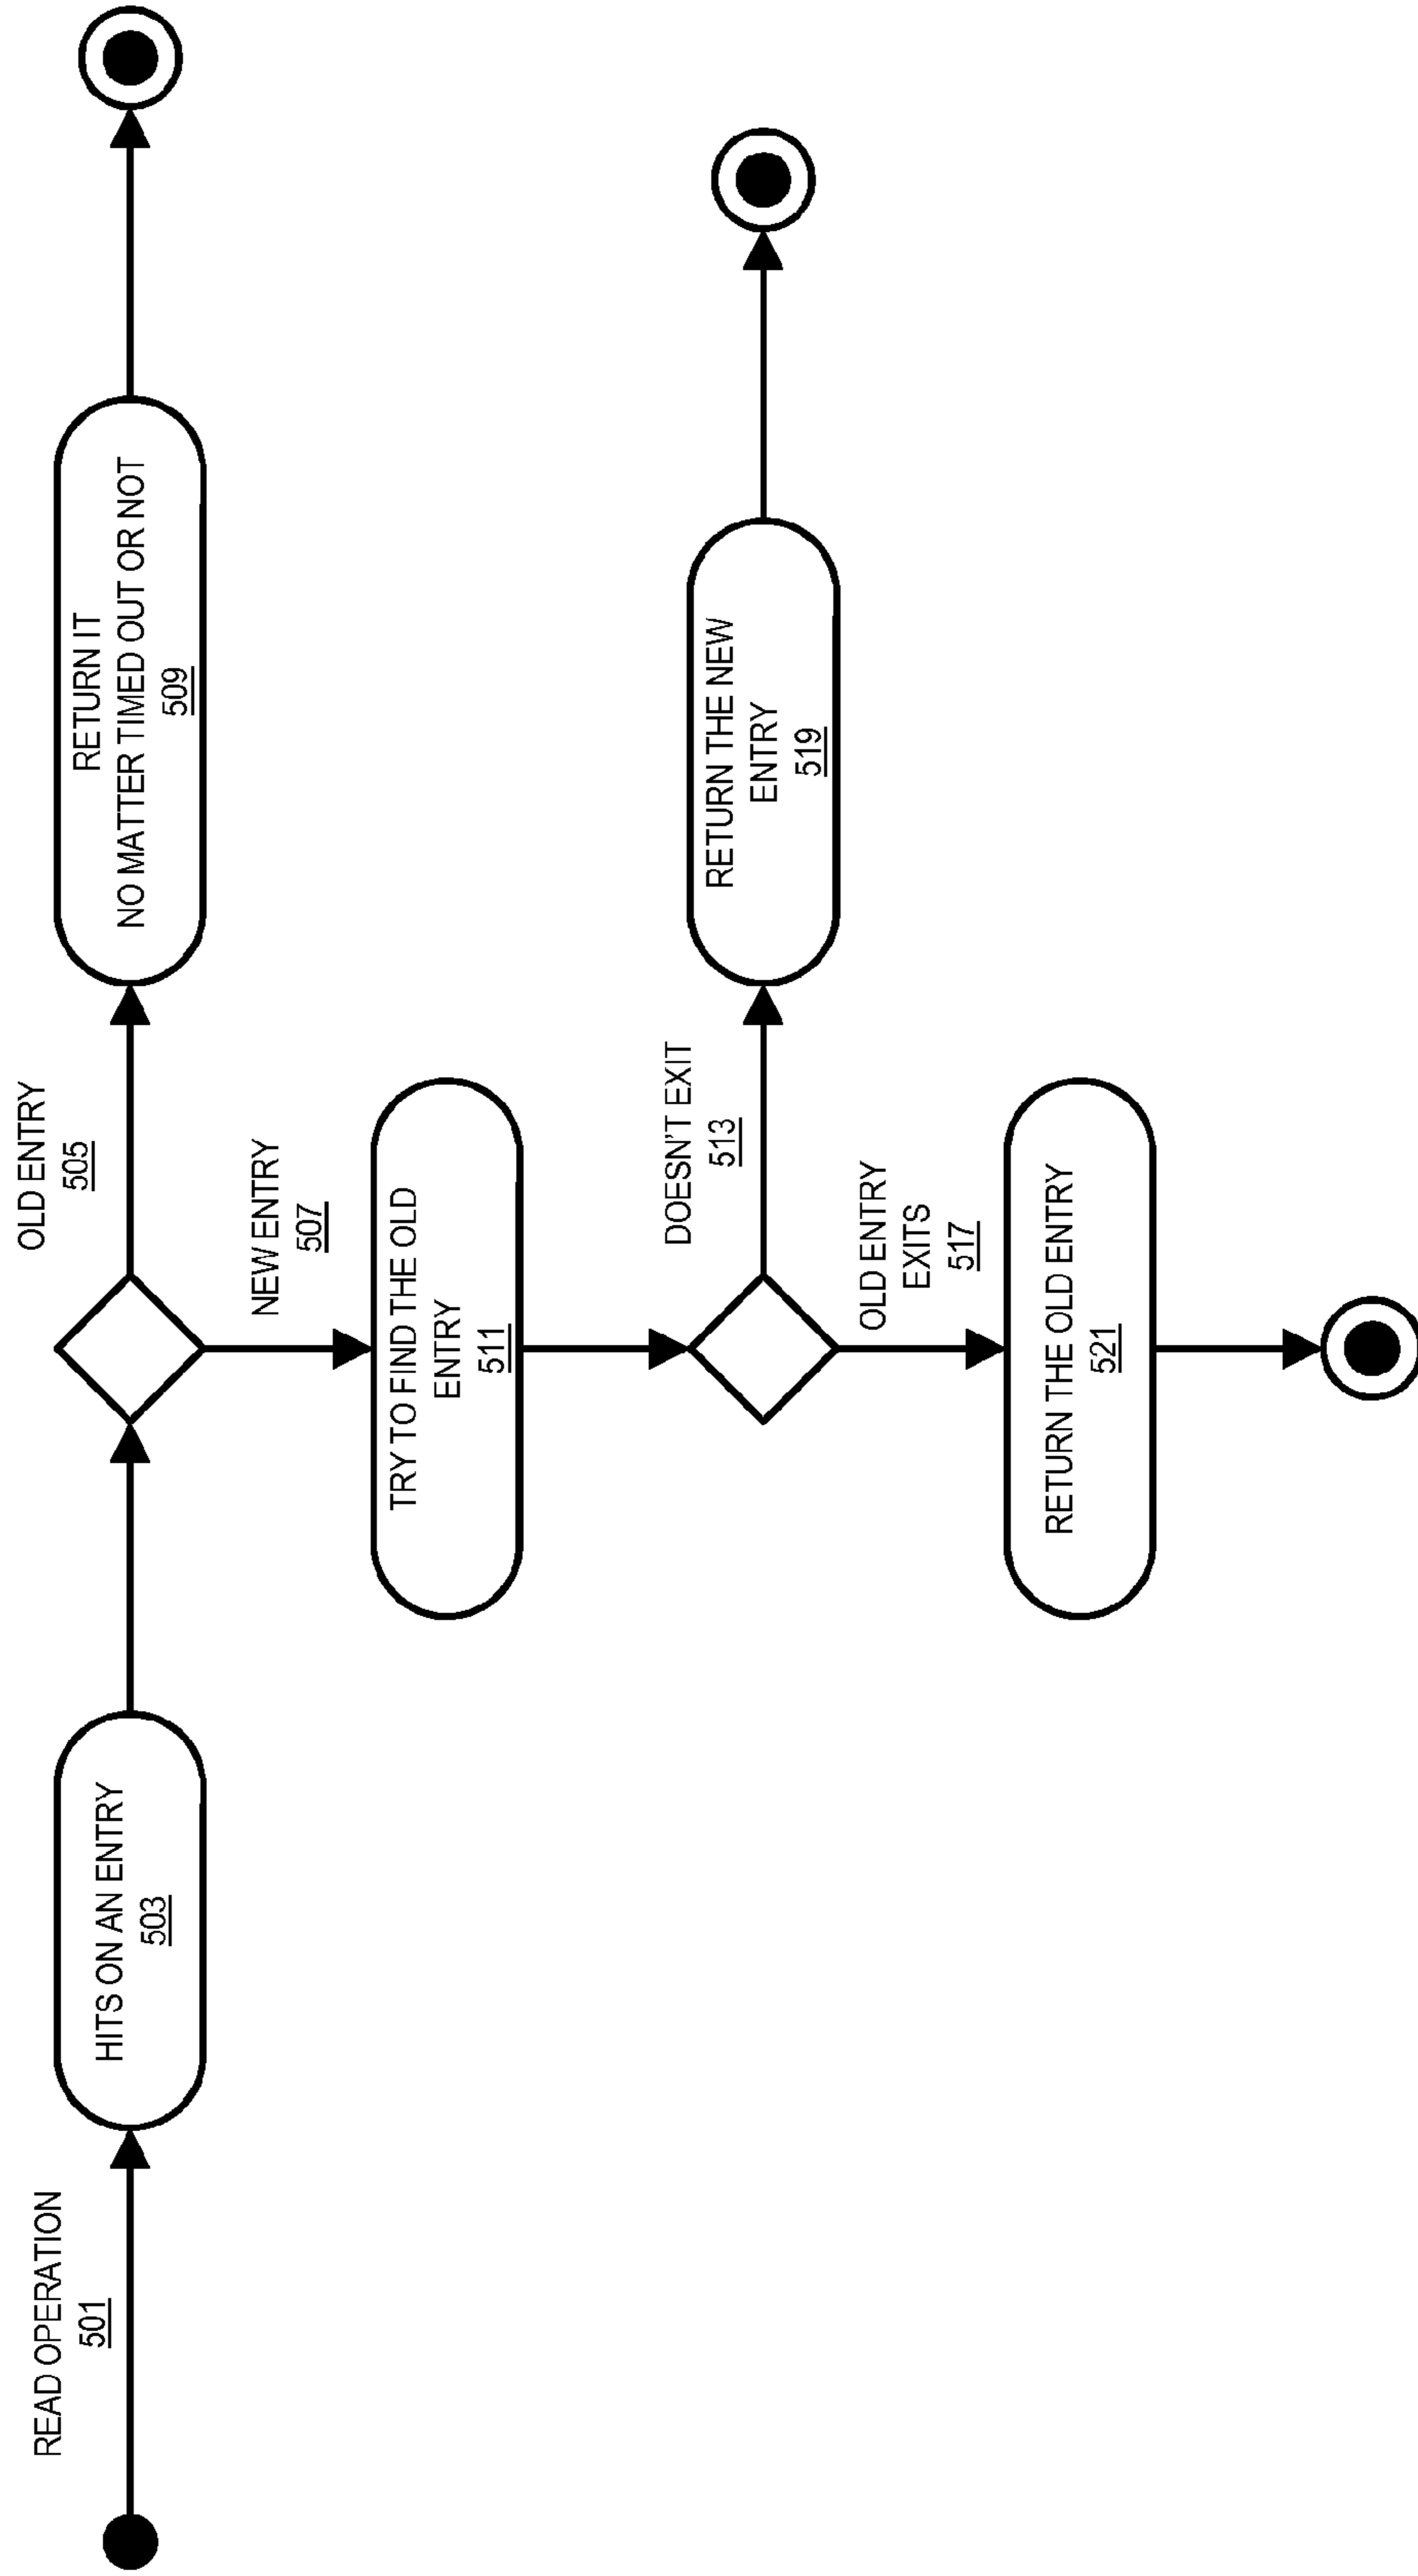 READ OPERATION
501
HITS ON AN ENTRY
503
OLD ENTRY
505
RETURN IT
NO MATTER TIMED OUT OR NOT
509
NEW ENTRY
507
TRY TO FIND THE OLD
ENTRY
511
DOESN'T EXIT
513
RETURN THE NEW
ENTRY
519
OLD ENTRY
EXITS
517
RETURN THE OLD ENTRY
521